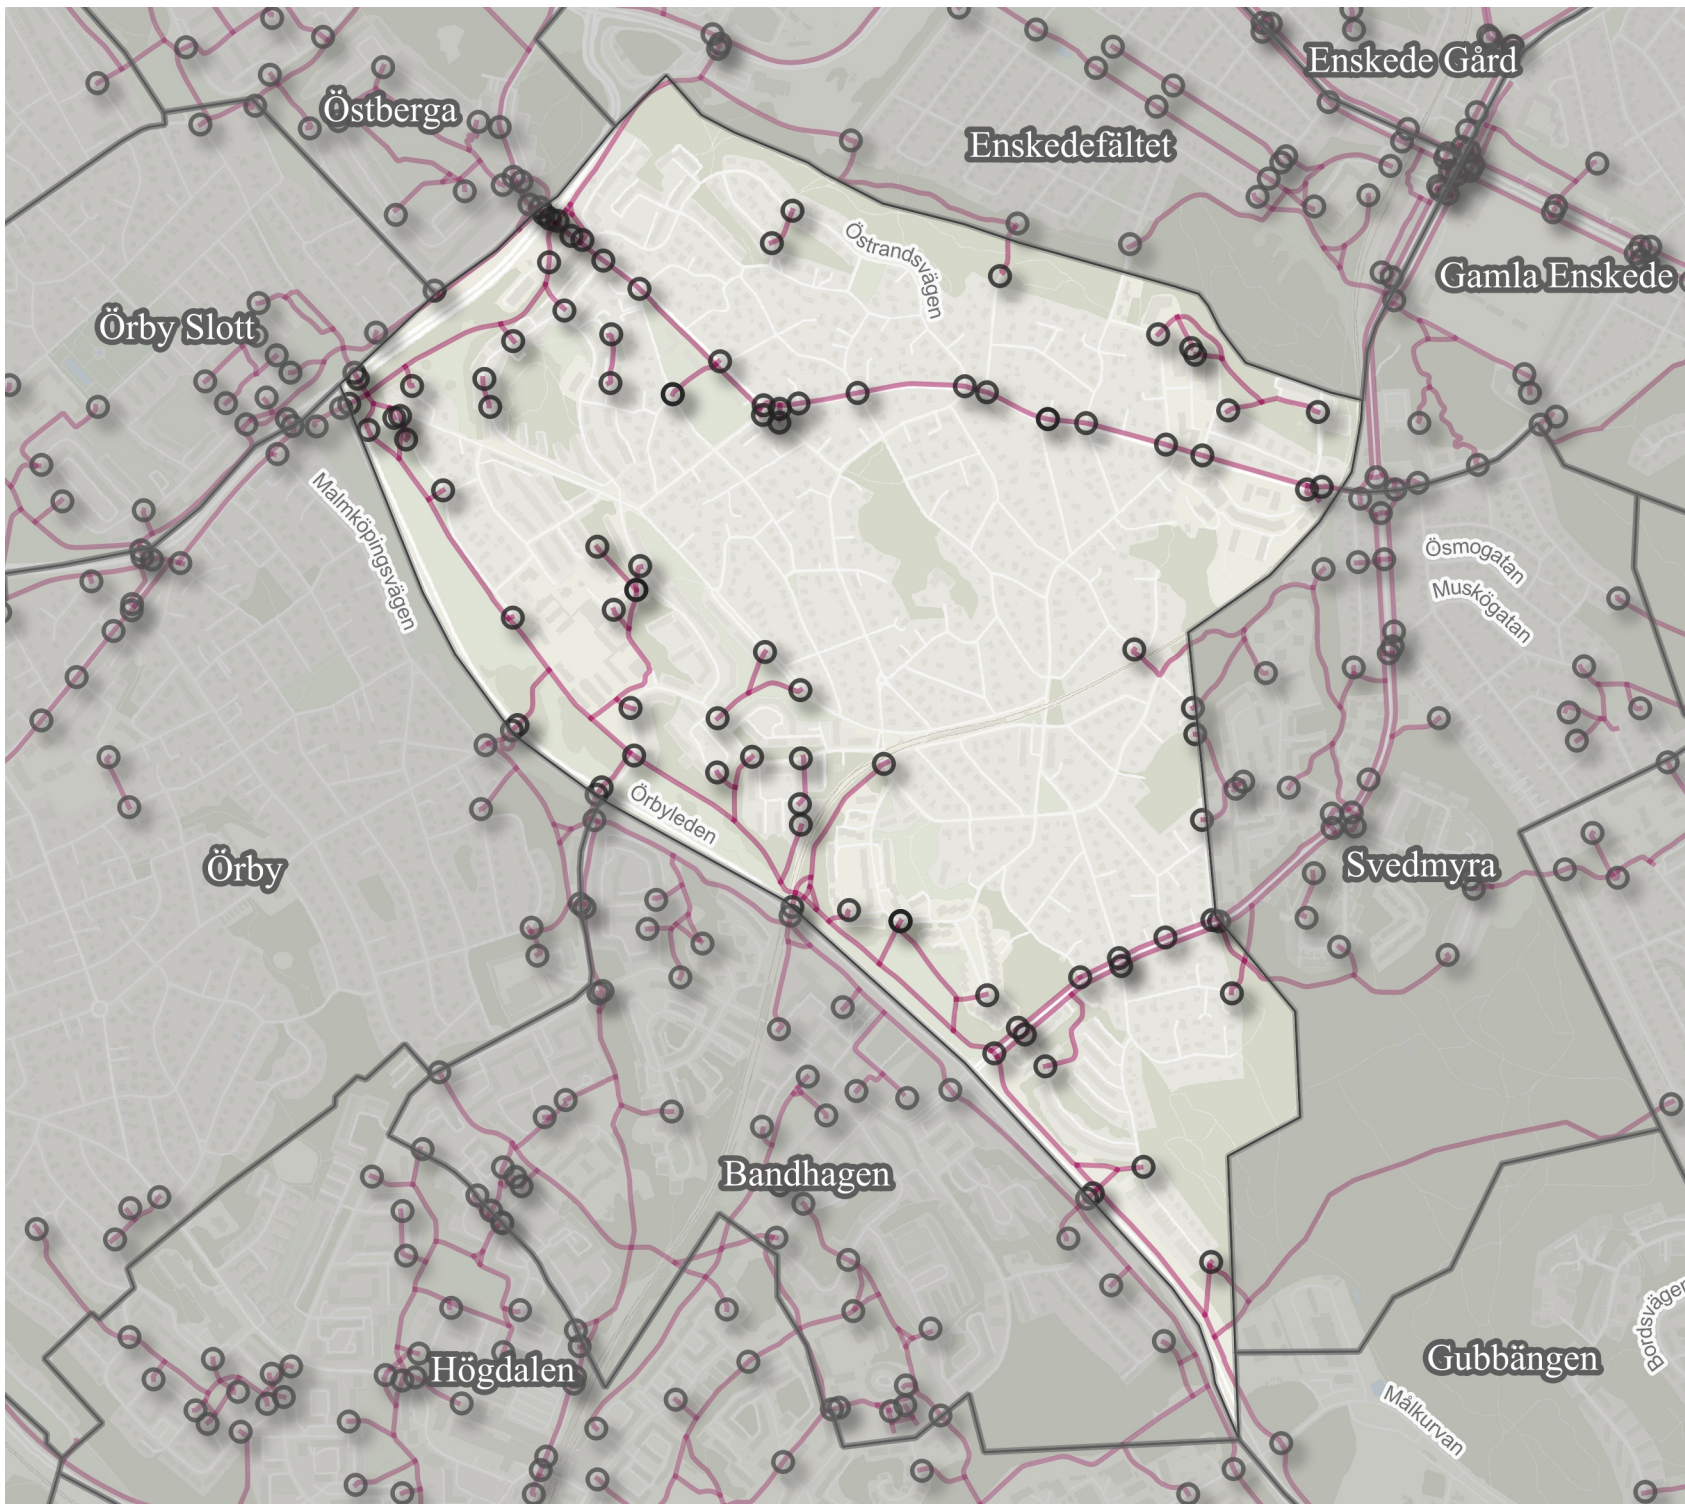 Enskede Gård
Östberga
Enskedefältet
Östrandsvägen
Gamla Enskede
Örby Slott
Malmköpingsvägen
Ösmogatan
Muskögatan
Örbyleden
Örby
Svedmyra
Bandhagen
Bordsvägen
Högdalen
Gubbängen
Målkurvan